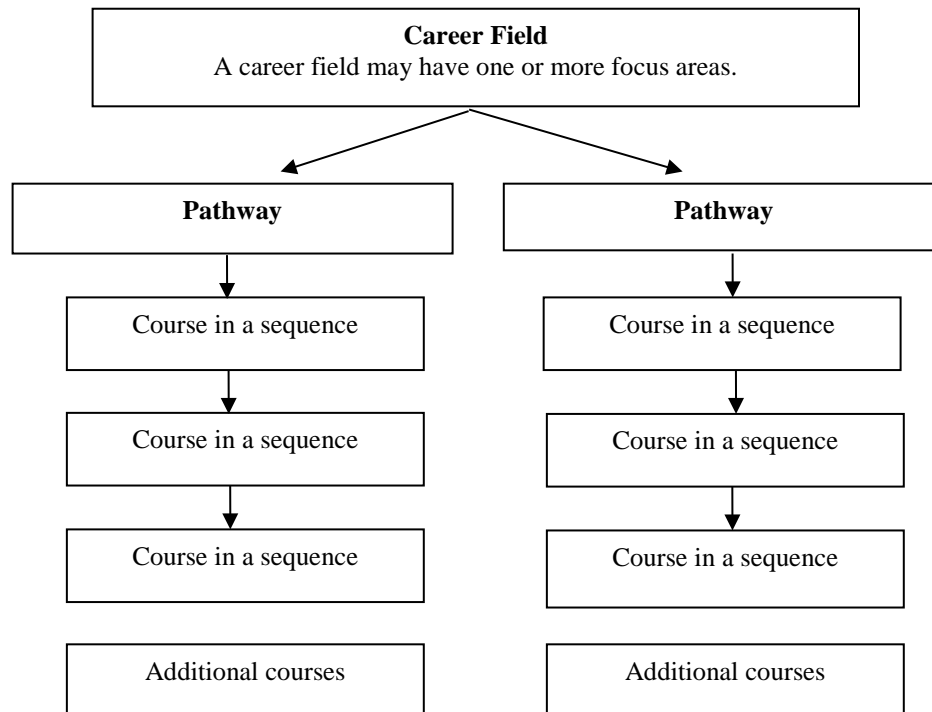 Career Field
A career field may have one or more focus areas.
Pathway
Course in a sequence
Course in a sequence
Course in a sequence
Additional courses
Pathway
Course in a sequence
Course in a sequence
Course in a sequence
Additional courses